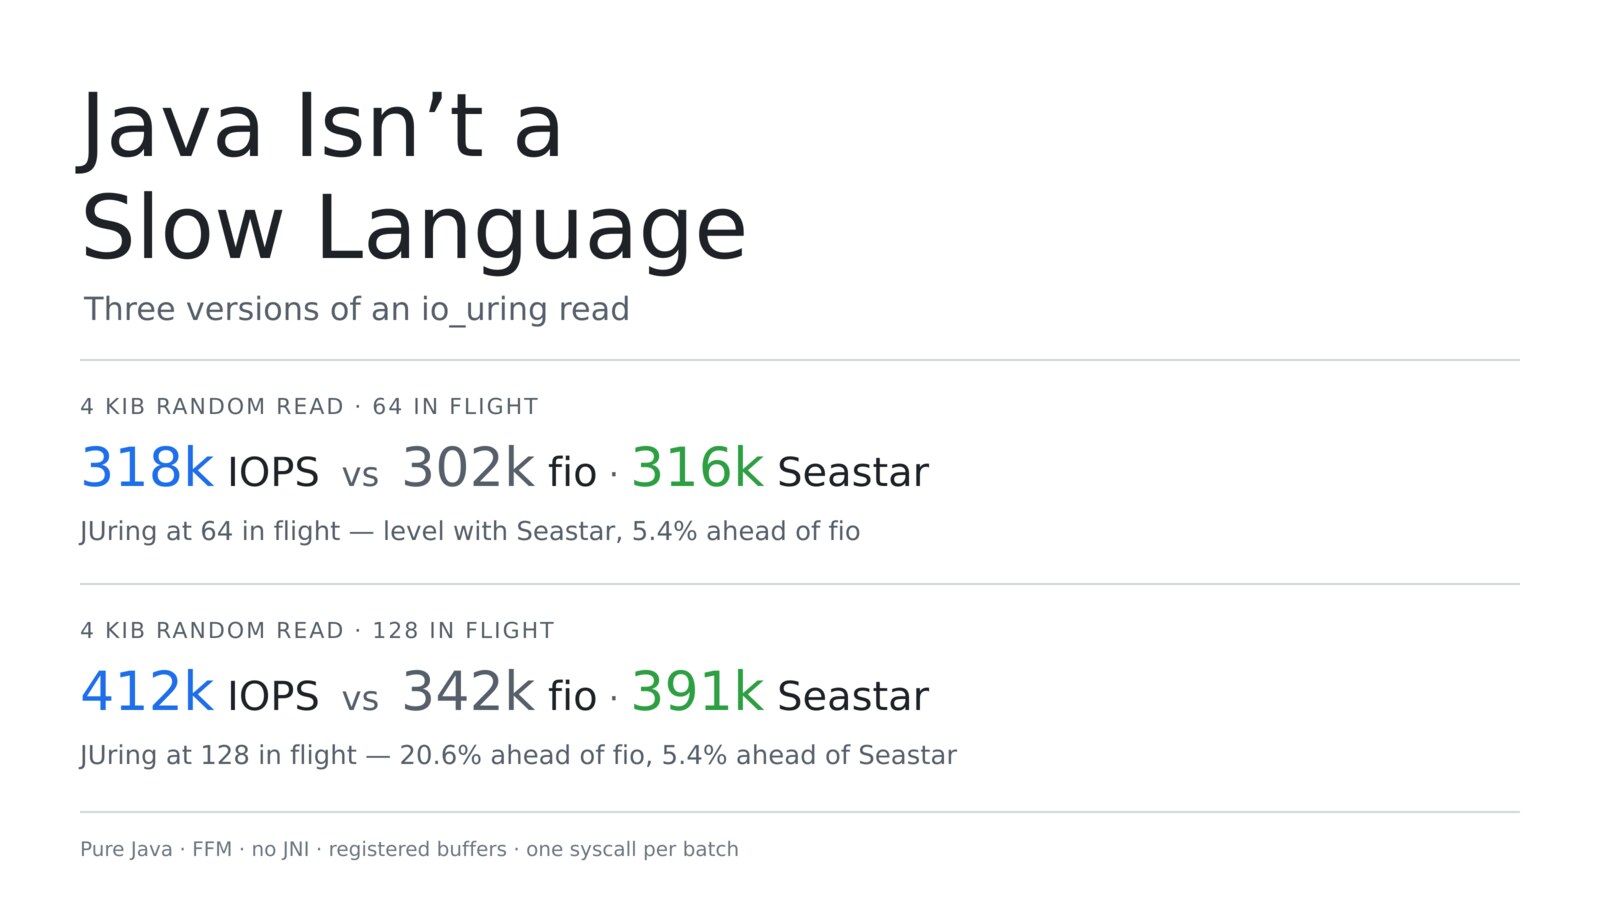 Java Isn’t a
Slow Language
Three versions of an io_uring read
4 KIB RANDOM READ · 64 IN FLIGHT
318k IOPS vs 302k fio · 316k Seastar
JUring at 64 in flight — level with Seastar, 5.4% ahead of fio
4 KIB RANDOM READ · 128 IN FLIGHT
412k IOPS vs 342k fio · 391k Seastar
JUring at 128 in flight — 20.6% ahead of fio, 5.4% ahead of Seastar
Pure Java · FFM · no JNI · registered buffers · one syscall per batch